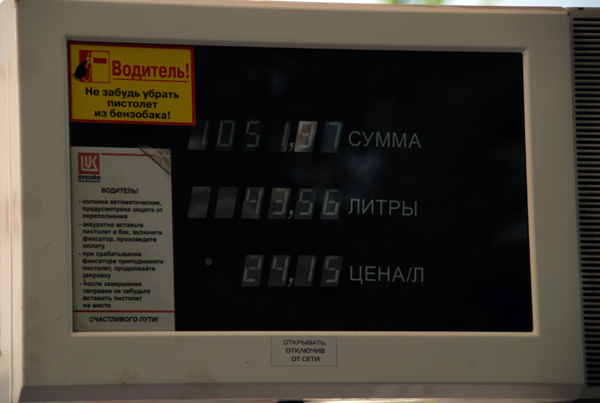 Водитель!
Не забудь убрать
пистолет
из бензобака!
1051,97 СУММА
43,56 ЛИТРЫ
24,15 ЦЕНА/Л
LUK
ЛУКОЙЛ
ВОДИТЕЛЬ!
- колонки автоматические,
предусмотрена защита от
переполнения
- аккуратно вставьте
пистолет в бак, включите
фиксатор, произведите
оплату
- при срабатывании
фиксатора приподнимите
пистолет, продолжайте
заправку
- после завершения
заправки не забудьте
вставить пистолет
на место
СЧАСТЛИВОГО ПУТИ!
ОТКРЫВАТЬ,
ОТКЛЮЧИВ
ОТ СЕТИ